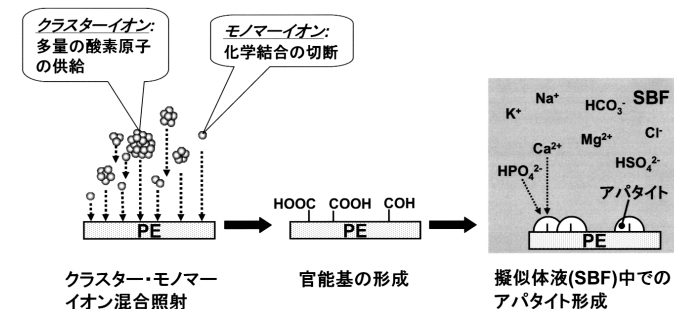 クラスターイオン:
多量の酸素原子
の供給
モノマーイオン:
化学結合の切断
PE
クラスター・モノマー
イオン混合照射
HOOC COOH COH
PE
官能基の形成
SBF
Na⁺
K⁺
HCO₃⁻
Cl⁻
Mg²⁺
Ca²⁺
HSO₄²⁻
HPO₄²⁻
アパタイト
PE
擬似体液(SBF)中での
アパタイト形成